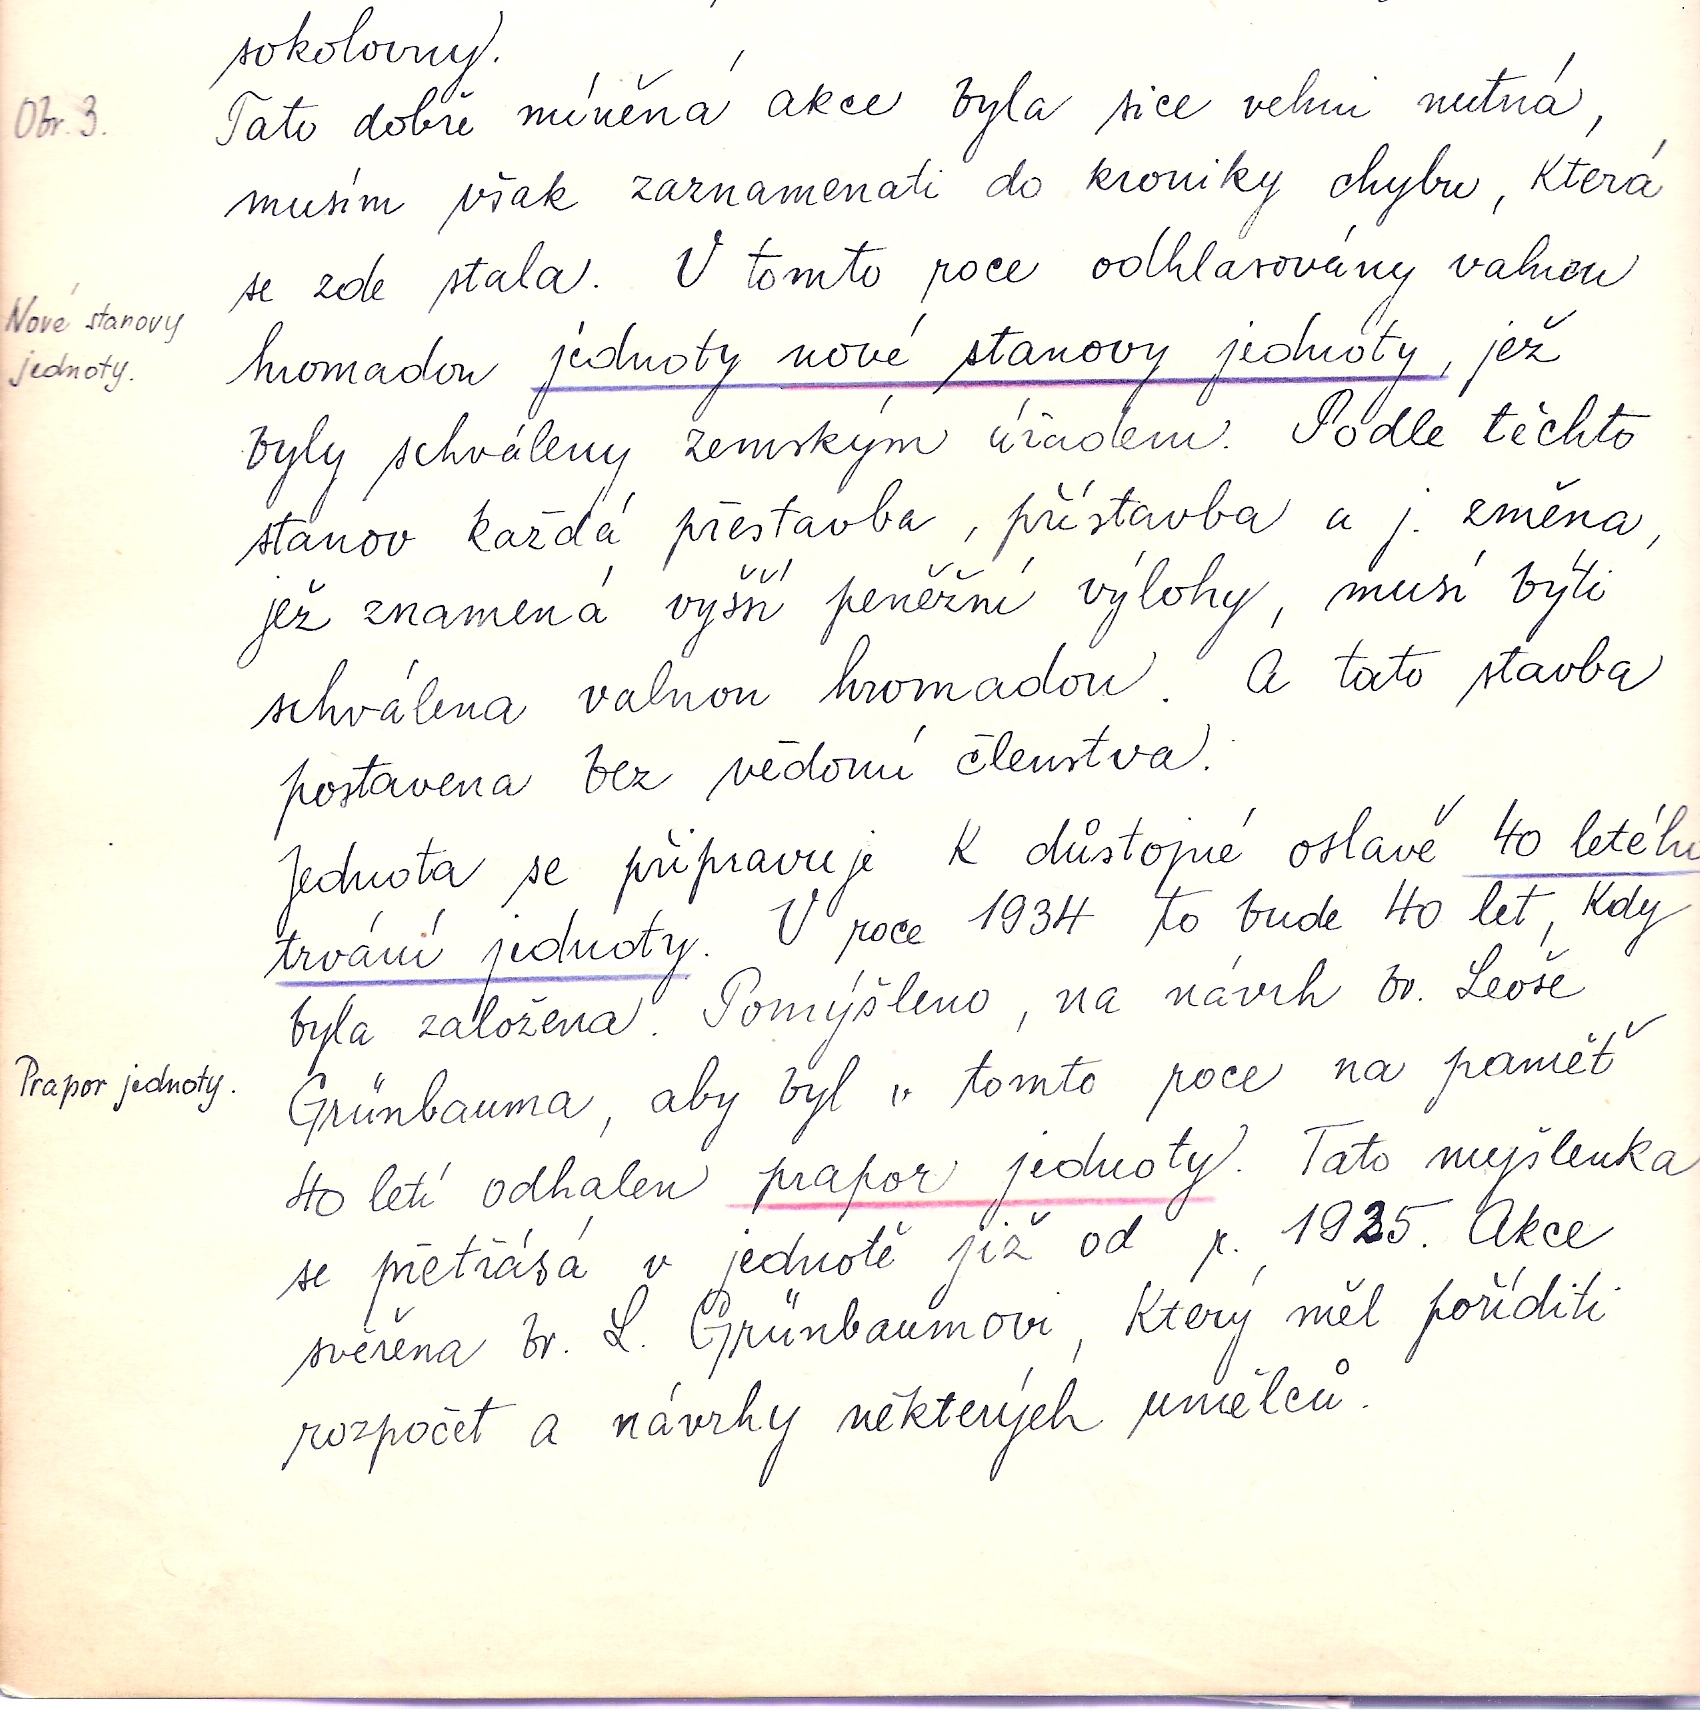 sokolovny.
Obr. 3.
Tato dobře míněná akce byla sice velmi nutná,
musím však zaznamenati do kroniky chybu, která
se zde stala. V tomto roce odhlasovány valnou
Nové stanovy
jednoty.
hromadou jednoty nové stanovy jednoty, jež
byly schváleny zemským úřadem. Podle těchto
stanov každá přestavba, přístavba a j. změna,
jež znamená vyšší peněžní výlohy, musí býti
schválena valnou hromadou. A tato stavba
postavena bez vědomí členstva.
Jednota se připravuje k důstojné oslavě 40 letého
trvání jednoty. V roce 1934 to bude 40 let, kdy
byla založena. Pomýšleno, na návrh br. Leoše
Prapor jednoty.
Grünbauma, aby byl v tomto roce na paměť
40 letí odhalen prapor jednoty. Tato myšlenka
se přetřásá v jednotě již od r. 1925. Akce
svěřena br. L. Grünbaumovi, který měl poříditi
rozpočet a návrhy některých umělců.